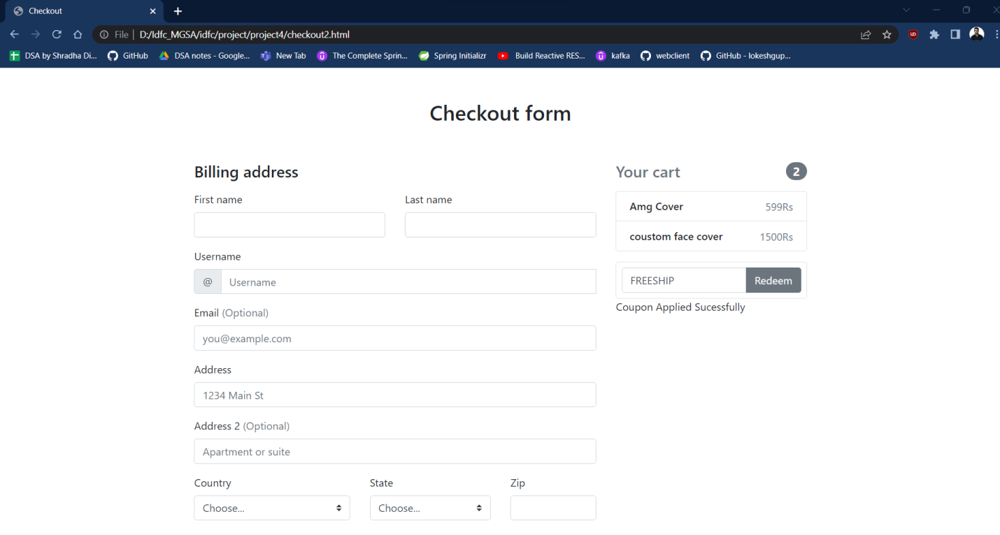 Checkout
File | D:/Idfc_MGSA/idfc/project/project4/checkout2.html
DSA by Shradha Di... GitHub DSA notes - Google... New Tab The Complete Sprin... Spring Initializr Build Reactive RES... kafka webclient GitHub - lokeshgup...
Checkout form
Billing address
First name Last name
Username
@ Username
Email (Optional)
you@example.com
Address
1234 Main St
Address 2 (Optional)
Apartment or suite
Country State Zip
Choose... Choose...
Your cart 2
Amg Cover 599Rs
coustom face cover 1500Rs
FREESHIP Redeem
Coupon Applied Sucessfully